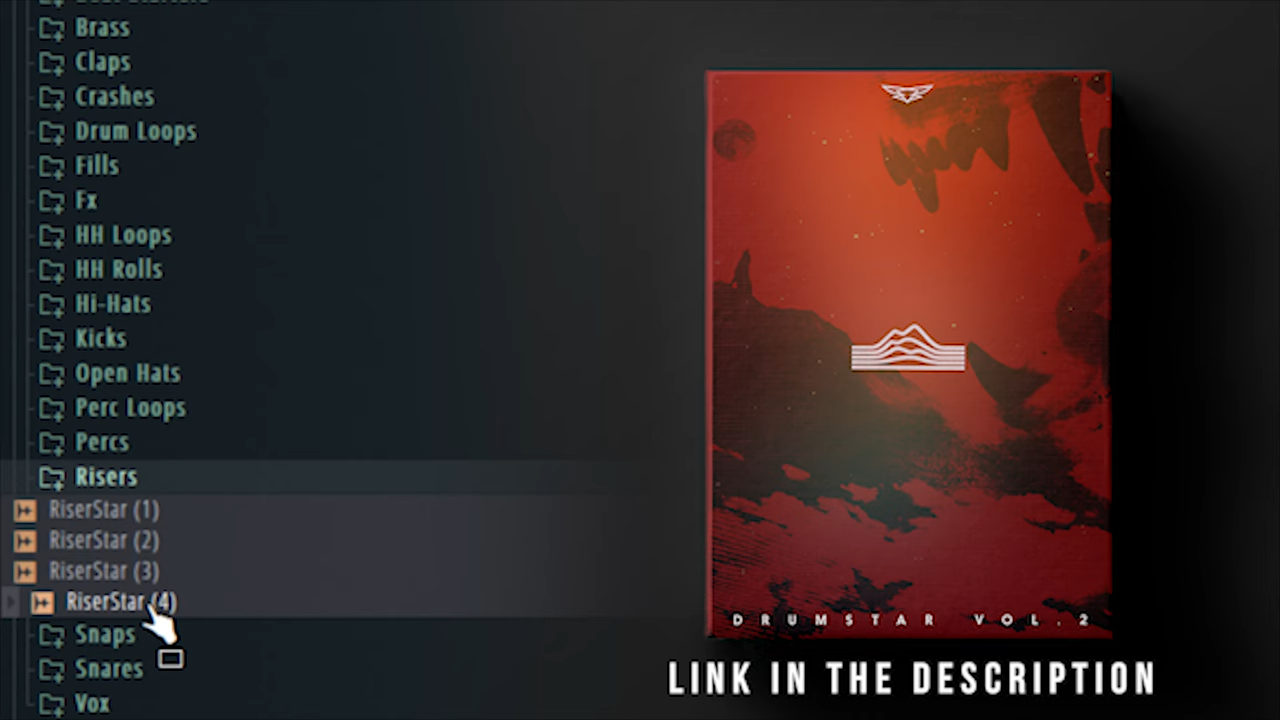 Brass
Claps
Crashes
Drum Loops
Fills
Fx
HH Loops
HH Rolls
Hi-Hats
Kicks
Open Hats
Perc Loops
Percs
Risers
RiserStar (1)
RiserStar (2)
RiserStar (3)
RiserStar (4)
Snaps
Snares
Vox
DRUMSTAR VOL.2
LINK IN THE DESCRIPTION